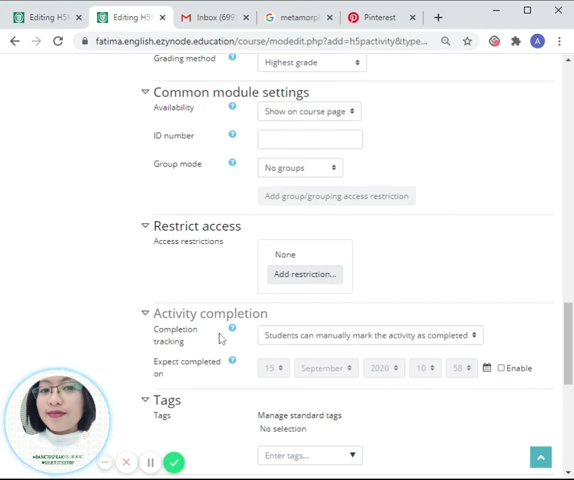 Editing H5I
Editing H5I
Inbox (699
metamorph
Pinterest
fatima.english.ezynode.education/course/modedit.php?add=h5pactivity&type...
A
Grading method
Highest grade
Common module settings
Availability
Show on course page
ID number
Group mode
No groups
Add group/grouping access restriction
Restrict access
Access restrictions
None
Add restriction...
Activity completion
Completion
tracking
Students can manually mark the activity as completed
Expect completed
on
15 September 2020 10 58 Enable
Tags
Tags
Manage standard tags
No selection
Enter tags...